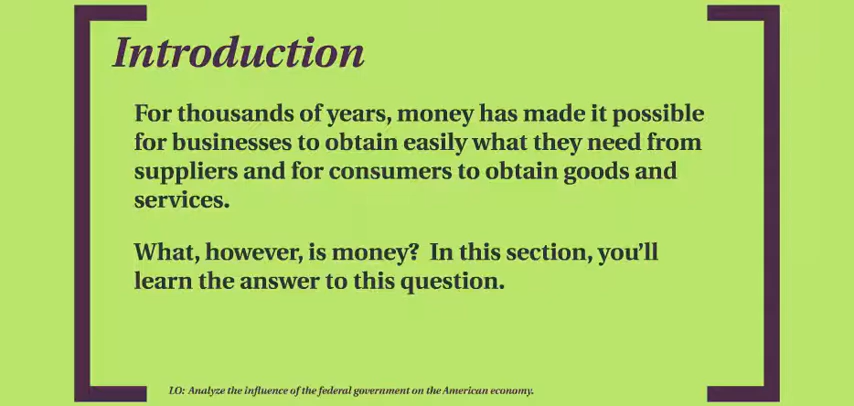 Introduction
For thousands of years, money has made it possible
for businesses to obtain easily what they need from
suppliers and for consumers to obtain goods and
services.
What, however, is money?  In this section, you’ll
learn the answer to this question.
LO: Analyze the influence of the federal government on the American economy.